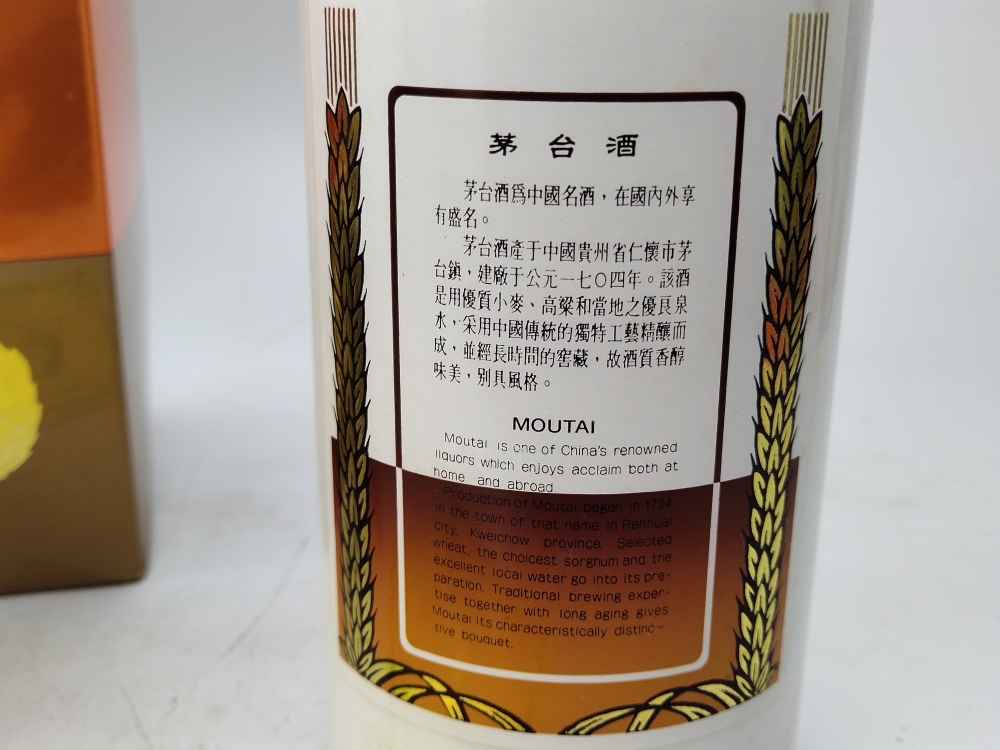 茅台酒
茅台酒爲中國名酒，在國內外享
有盛名。
茅台酒產于中國貴州省仁懷市茅
台鎮，建廠于公元一七〇四年。該酒
是用優質小麥、高粱和當地之優良泉
水，采用中國傳統的獨特工藝精釀而
成，並經長時間的窖藏，故酒質香醇
味美，別具風格。
MOUTAI
Moutai is one of China's renowned
liquors which enjoys acclaim both at
home and abroad
Production of Moutai began in 1704
in the town of that name in Renhuai
city, Kweichow province. Selected
wheat, the choicest sorghum and the
excellent local water go into its pre-
paration. Traditional brewing exper-
tise together with long aging gives
Moutai its characteristically distinc-
tive bouquet.